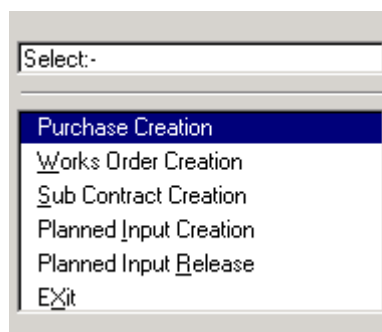 Select:-
Purchase Creation
Works Order Creation
Sub Contract Creation
Planned Input Creation
Planned Input Release
EXit